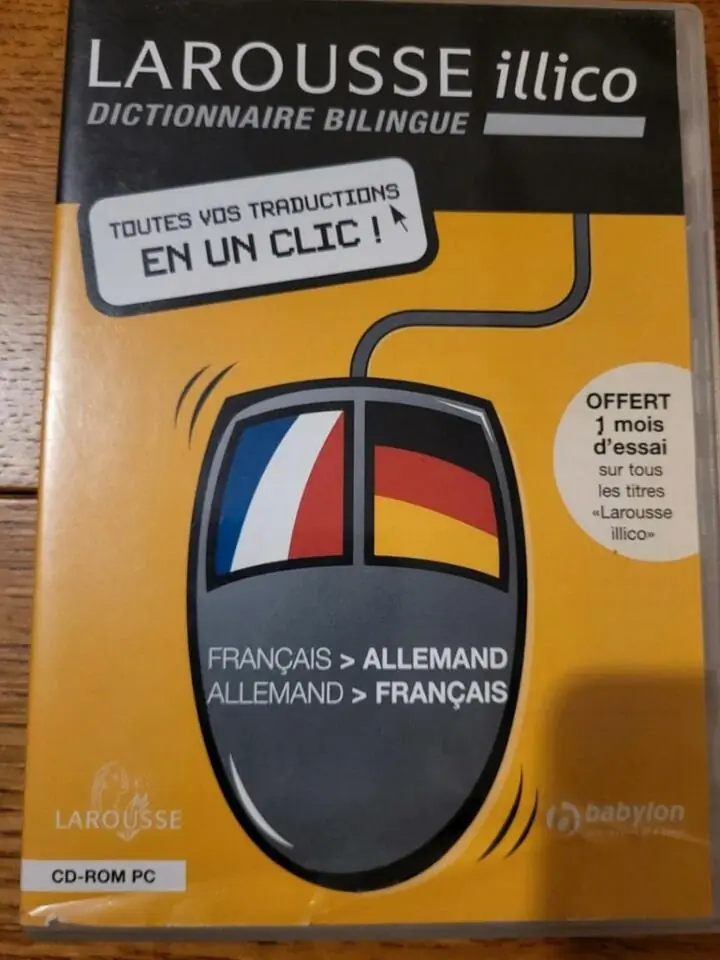 LAROUSSE illico
DICTIONNAIRE BILINGUE
TOUTES VOS TRADUCTIONS
EN UN CLIC !
OFFERT
1 mois
d'essai
sur tous
les titres
«Larousse
illico»
FRANÇAIS > ALLEMAND
ALLEMAND > FRANÇAIS
LAROUSSE
babylon
CD-ROM PC